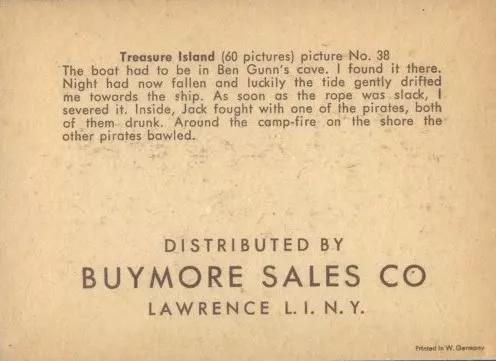 Treasure Island (60 pictures) picture No. 38
The boat had to be in Ben Gunn's cave. I found it there.
Night had now fallen and luckily the tide gently drifted
me towards the ship. As soon as the rope was slack, I
severed it. Inside, Jack fought with one of the pirates, both
of them drunk. Around the camp-fire on the shore the
other pirates bawled.
DISTRIBUTED BY
BUYMORE SALES CO
LAWRENCE L. I. N. Y.
Printed in W. Germany